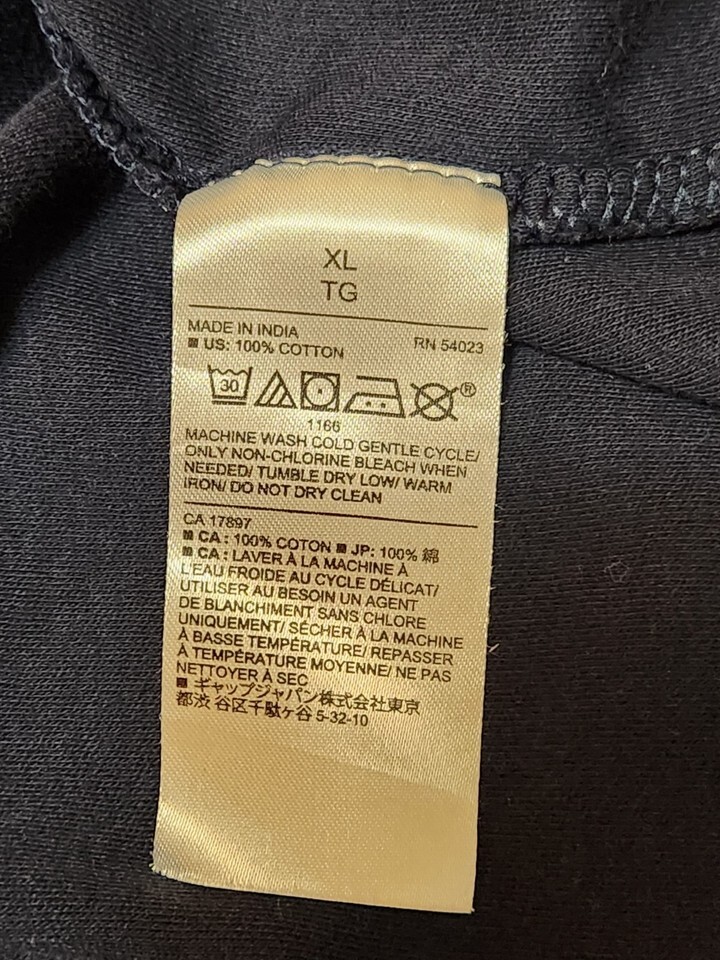 XL
TG
MADE IN INDIA RN 54023
■ US: 100% COTTON
30 ®
1166
MACHINE WASH COLD GENTLE CYCLE/
ONLY NON-CHLORINE BLEACH WHEN
NEEDED/ TUMBLE DRY LOW/ WARM
IRON/ DO NOT DRY CLEAN
CA 17897
■ CA : 100% COTON ■ JP: 100% 綿
■ CA : LAVER À LA MACHINE À
L'EAU FROIDE AU CYCLE DÉLICAT/
UTILISER AU BESOIN UN AGENT
DE BLANCHIMENT SANS CHLORE
UNIQUEMENT/ SÉCHER À LA MACHINE
À BASSE TEMPÉRATURE/ REPASSER
À TEMPÉRATURE MOYENNE/ NE PAS
NETTOYER À SEC
■ ギャップジャパン株式会社東京
都渋 谷区千駄ヶ谷 5-32-10